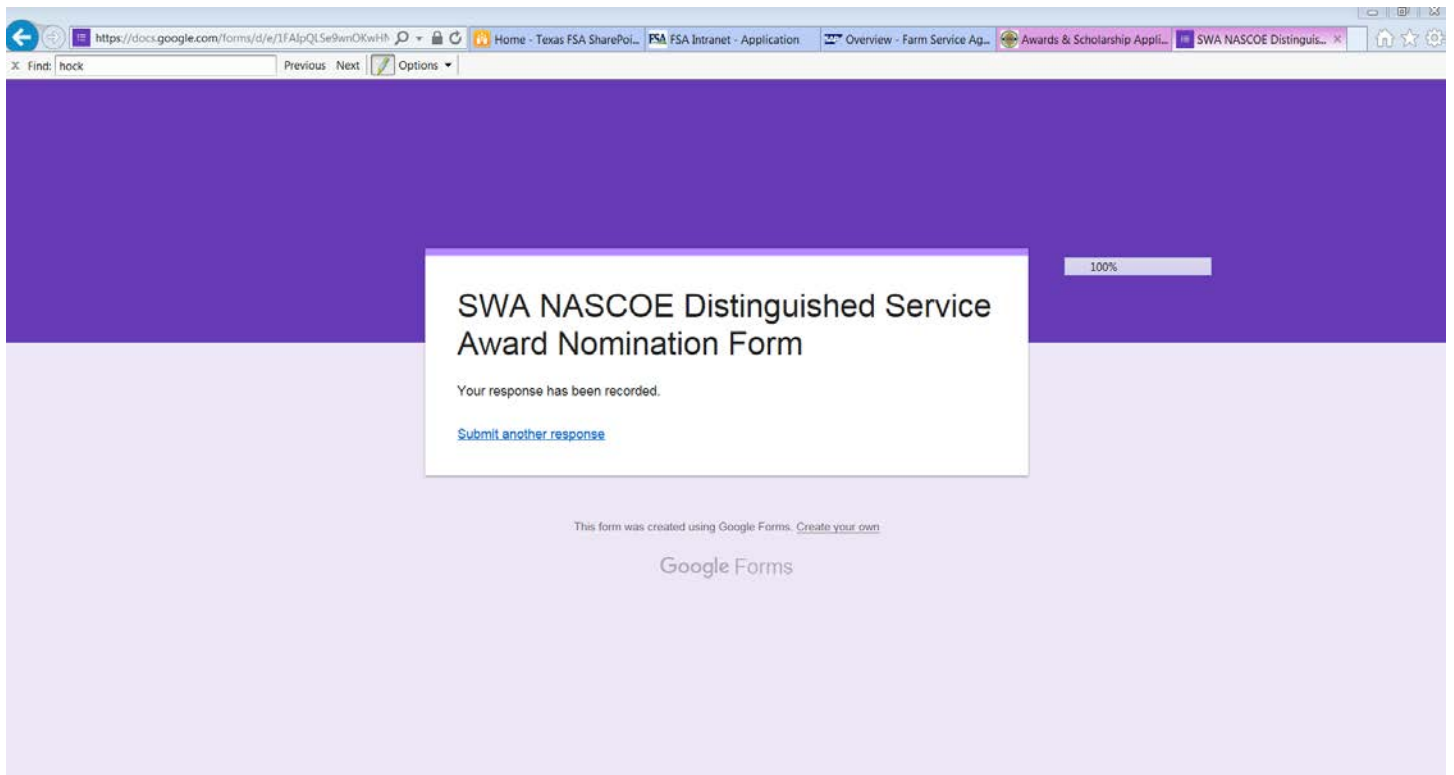 https://docs.google.com/forms/d/e/1FAIpQLSe9wnOKwHh
Home - Texas FSA SharePoi...
FSA FSA Intranet - Application
Overview - Farm Service Ag...
Awards & Scholarship Appli...
SWA NASCOE Distinguis... ×
X Find: hock Previous Next Options
100%
SWA NASCOE Distinguished Service
Award Nomination Form
Your response has been recorded.
Submit another response
This form was created using Google Forms. Create your own
Google Forms